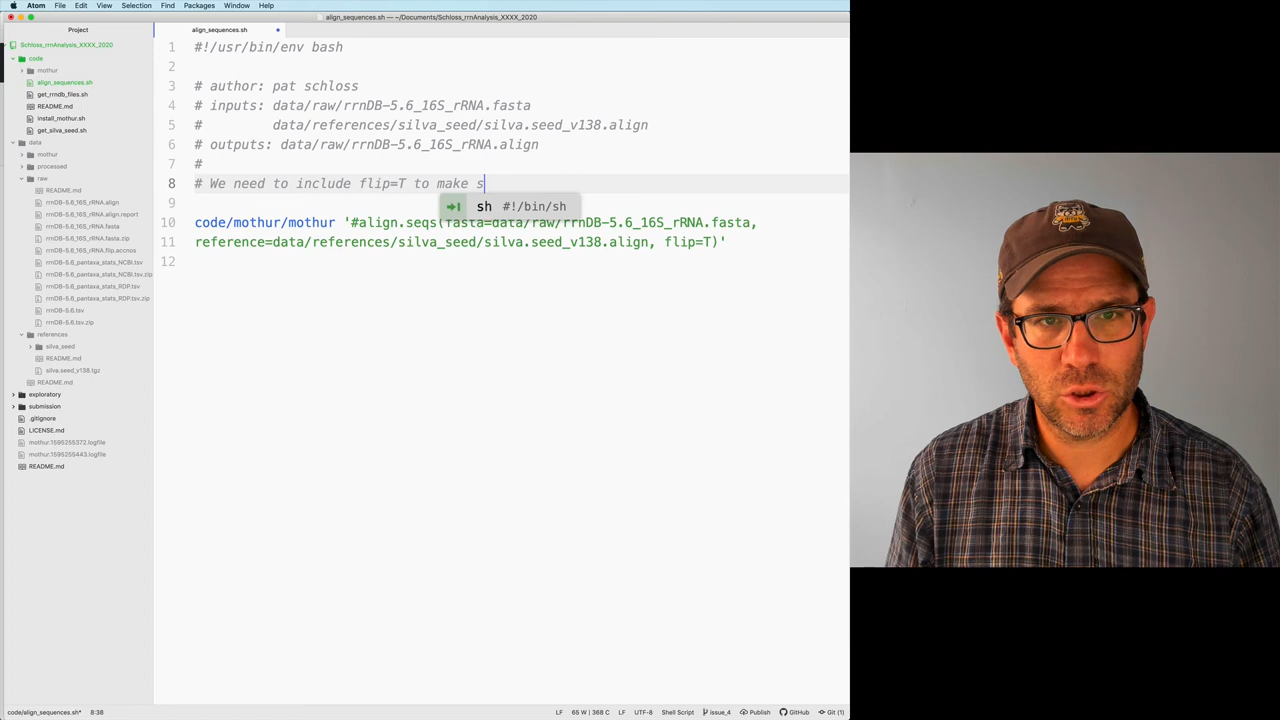 Atom File Edit View Selection Find Packages Window Help
align_sequences.sh — ~/Documents/Schloss_rrnAnalysis_XXXX_2020
Project
Schloss_rrnAnalysis_XXXX_2020
code
mothur
align_sequences.sh
get_rrndb_files.sh
README.md
install_mothur.sh
get_silva_seed.sh
data
mothur
processed
raw
README.md
rrnDB-5.6_16S_rRNA.align
rrnDB-5.6_16S_rRNA.align.report
rrnDB-5.6_16S_rRNA.fasta
rrnDB-5.6_16S_rRNA.fasta.zip
rrnDB-5.6_16S_rRNA.flip.accnos
rrnDB-5.6_pantaxa_stats_NCBI.tsv
rrnDB-5.6_pantaxa_stats_NCBI.tsv.zip
rrnDB-5.6_pantaxa_stats_RDP.tsv
rrnDB-5.6_pantaxa_stats_RDP.tsv.zip
rrnDB-5.6.tsv
rrnDB-5.6.tsv.zip
references
silva_seed
README.md
silva.seed_v138.tgz
README.md
exploratory
submission
.gitignore
LICENSE.md
mothur.1595255372.logfile
mothur.1595255443.logfile
README.md
align_sequences.sh
1 #!/usr/bin/env bash
2
3 # author: pat schloss
4 # inputs: data/raw/rrnDB-5.6_16S_rRNA.fasta
5 # data/references/silva_seed/silva.seed_v138.align
6 # outputs: data/raw/rrnDB-5.6_16S_rRNA.align
7 #
8 # We need to include flip=T to make s
sh #!/bin/sh
9
10 code/mothur/mothur '#align.seqs(fasta=data/raw/rrnDB-5.6_16S_rRNA.fasta,
11 reference=data/references/silva_seed/silva.seed_v138.align, flip=T)'
12
code/align_sequences.sh* 8:38 LF 65 W | 368 C LF UTF-8 Shell Script issue_4 Publish GitHub Git (1)